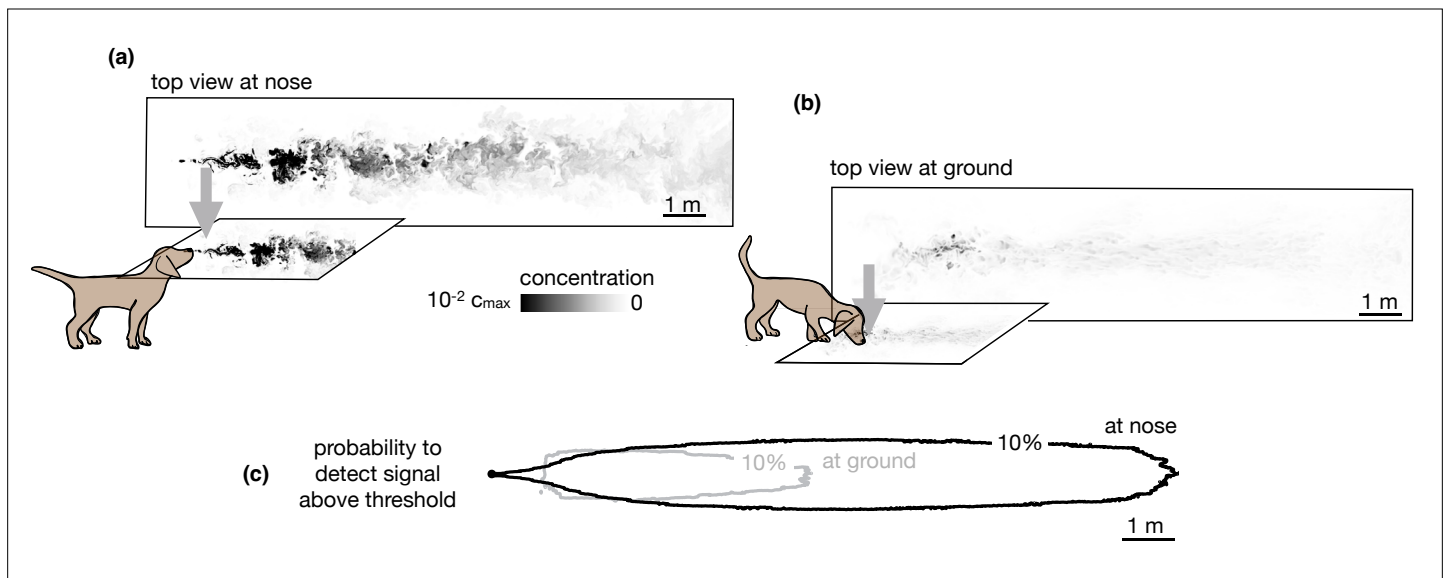 (a)
top view at nose
1 m
concentration
10⁻² cmax 0
(b)
top view at ground
1 m
(c)
probability to
detect signal
above threshold
at nose
10%
10% at ground
1 m